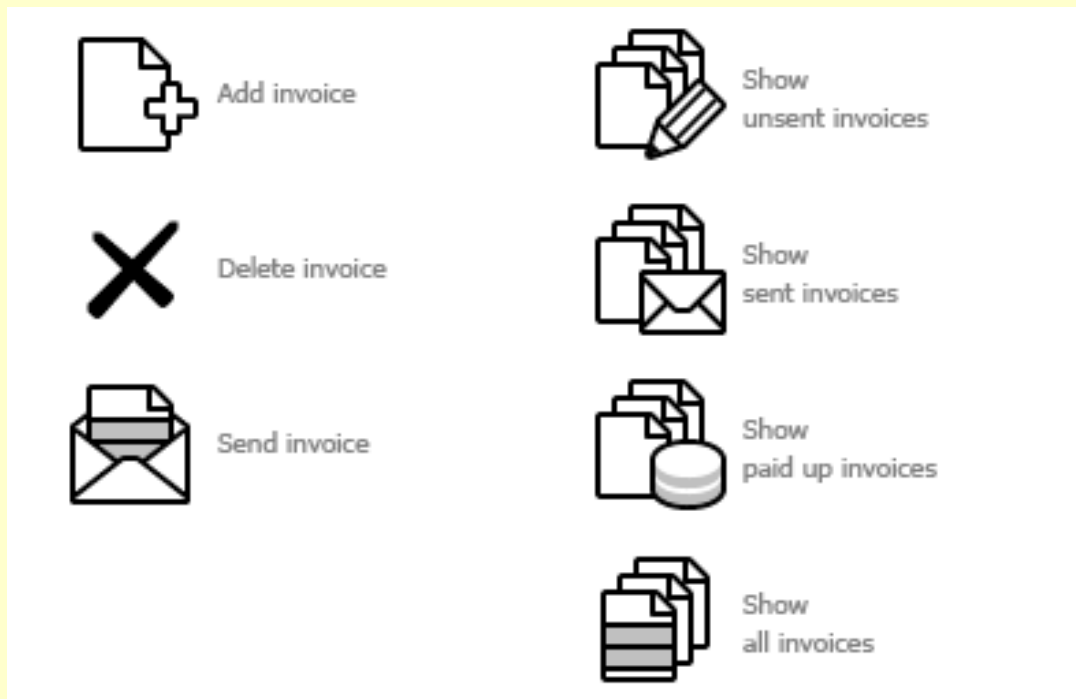 Add invoice
Delete invoice
Send invoice
Show
unsent invoices
Show
sent invoices
Show
paid up invoices
Show
all invoices